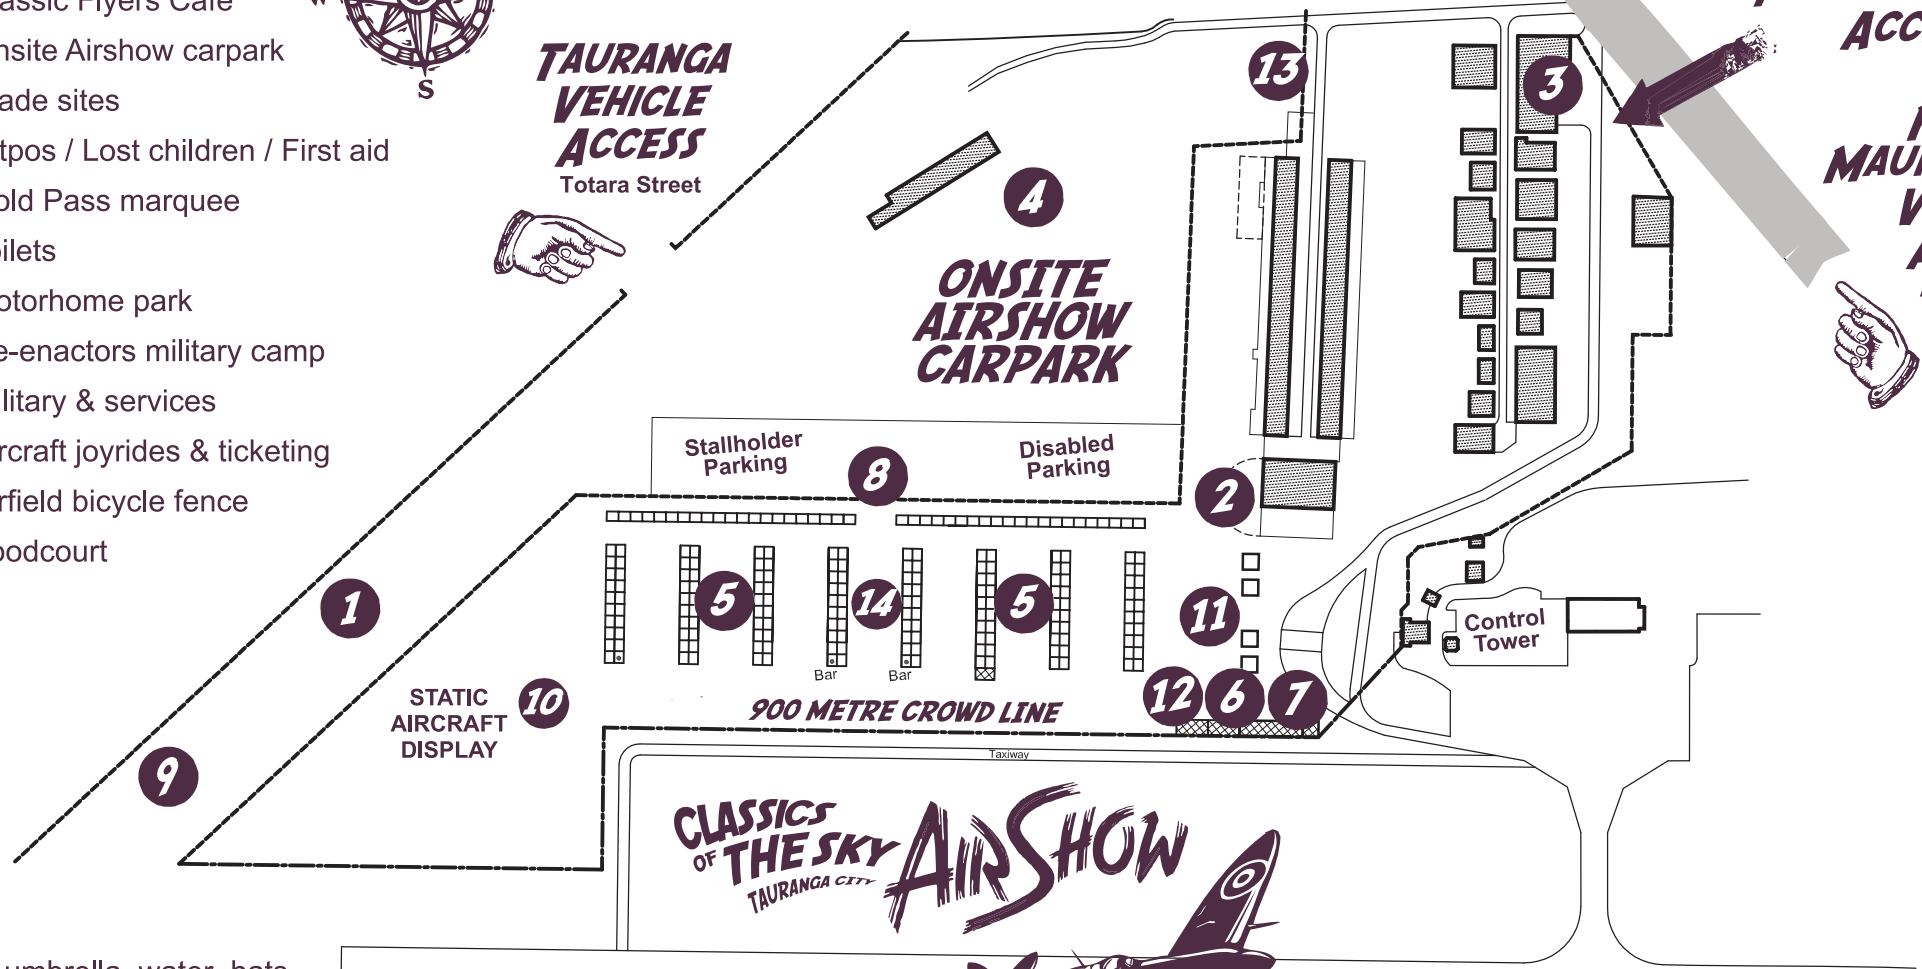 assic Flyers Cafe
nsite Airshow carpark
ade sites
tpos / Lost children / First aid
old Pass marquee
ilets
otorhome park
e-enactors military camp
litary & services
rcraft joyrides & ticketing
rfield bicycle fence
oodcourt
S
TAURANGA
VEHICLE
ACCESS
Totara Street
ACC
MAU
13
3
4
ONSITE
AIRSHOW
CARPARK
Stallholder
Parking
8
Disabled
Parking
2
1
5
14
5
11
Control
Tower
Bar
Bar
STATIC
AIRCRAFT
DISPLAY
10
900 METRE CROWD LINE
12
6
7
9
Taxiway
CLASSICS
OF THE SKY
TAURANGA CITY
AIRSHOW
umbrella, water, hats